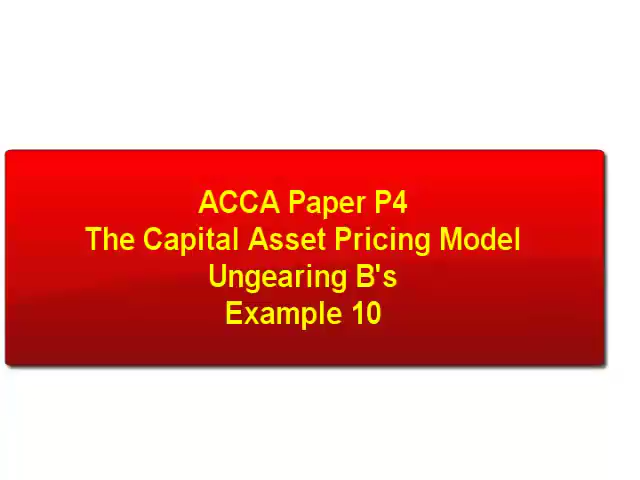 ACCA Paper P4
The Capital Asset Pricing Model
Ungearing B's
Example 10